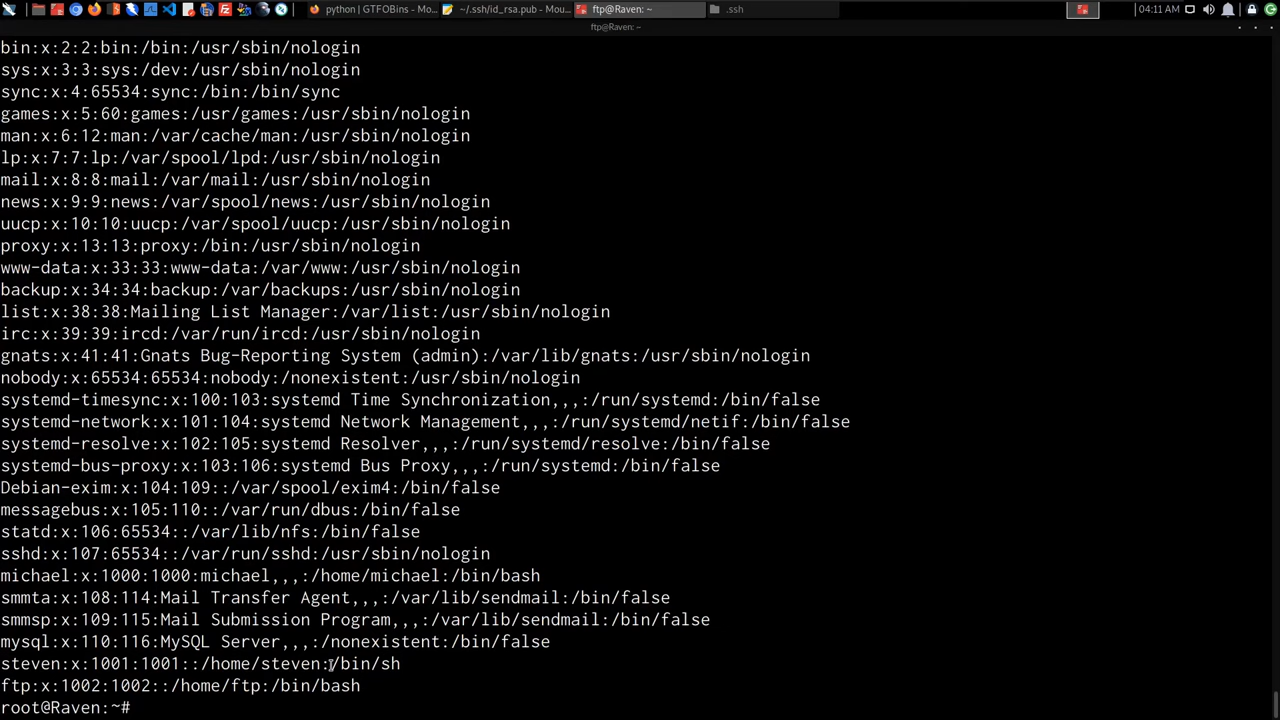 python | GTFOBins - Mo...
~/.ssh/id_rsa.pub - Mou...
ftp@Raven: ~
.ssh
04:11 AM
ftp@Raven: ~
bin:x:2:2:bin:/bin:/usr/sbin/nologin
sys:x:3:3:sys:/dev:/usr/sbin/nologin
sync:x:4:65534:sync:/bin:/bin/sync
games:x:5:60:games:/usr/games:/usr/sbin/nologin
man:x:6:12:man:/var/cache/man:/usr/sbin/nologin
lp:x:7:7:lp:/var/spool/lpd:/usr/sbin/nologin
mail:x:8:8:mail:/var/mail:/usr/sbin/nologin
news:x:9:9:news:/var/spool/news:/usr/sbin/nologin
uucp:x:10:10:uucp:/var/spool/uucp:/usr/sbin/nologin
proxy:x:13:13:proxy:/bin:/usr/sbin/nologin
www-data:x:33:33:www-data:/var/www:/usr/sbin/nologin
backup:x:34:34:backup:/var/backups:/usr/sbin/nologin
list:x:38:38:Mailing List Manager:/var/list:/usr/sbin/nologin
irc:x:39:39:ircd:/var/run/ircd:/usr/sbin/nologin
gnats:x:41:41:Gnats Bug-Reporting System (admin):/var/lib/gnats:/usr/sbin/nologin
nobody:x:65534:65534:nobody:/nonexistent:/usr/sbin/nologin
systemd-timesync:x:100:103:systemd Time Synchronization,,,:/run/systemd:/bin/false
systemd-network:x:101:104:systemd Network Management,,,:/run/systemd/netif:/bin/false
systemd-resolve:x:102:105:systemd Resolver,,,:/run/systemd/resolve:/bin/false
systemd-bus-proxy:x:103:106:systemd Bus Proxy,,,:/run/systemd:/bin/false
Debian-exim:x:104:109::/var/spool/exim4:/bin/false
messagebus:x:105:110::/var/run/dbus:/bin/false
statd:x:106:65534::/var/lib/nfs:/bin/false
sshd:x:107:65534::/var/run/sshd:/usr/sbin/nologin
michael:x:1000:1000:michael,,,:/home/michael:/bin/bash
smmta:x:108:114:Mail Transfer Agent,,,:/var/lib/sendmail:/bin/false
smmsp:x:109:115:Mail Submission Program,,,:/var/lib/sendmail:/bin/false
mysql:x:110:116:MySQL Server,,,:/nonexistent:/bin/false
steven:x:1001:1001::/home/steven:/bin/sh
ftp:x:1002:1002::/home/ftp:/bin/bash
root@Raven:~#